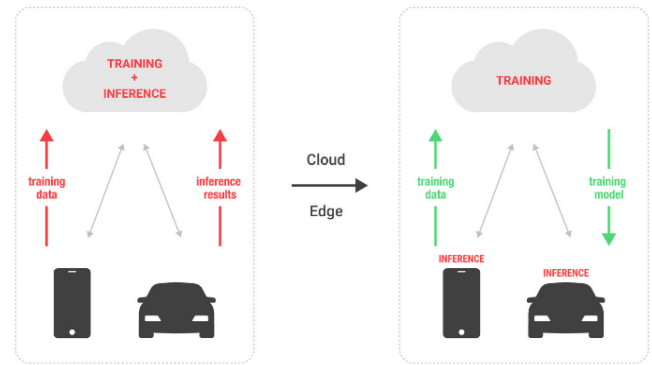 TRAINING
+
INFERENCE
training
data
inference
results
Cloud
Edge
TRAINING
training
data
training
model
INFERENCE
INFERENCE